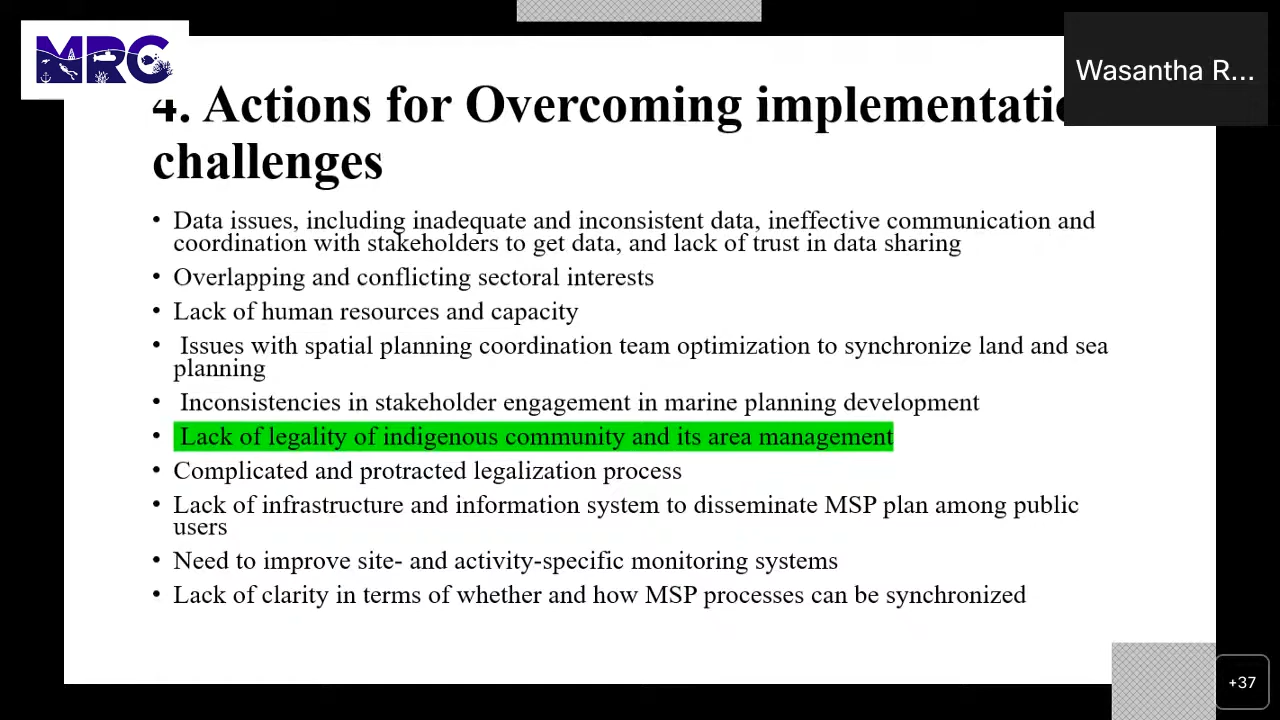 MRC
Wasantha R...
4. Actions for Overcoming implementatio
challenges
• Data issues, including inadequate and inconsistent data, ineffective communication and
coordination with stakeholders to get data, and lack of trust in data sharing
• Overlapping and conflicting sectoral interests
• Lack of human resources and capacity
• Issues with spatial planning coordination team optimization to synchronize land and sea
planning
• Inconsistencies in stakeholder engagement in marine planning development
• Lack of legality of indigenous community and its area management
• Complicated and protracted legalization process
• Lack of infrastructure and information system to disseminate MSP plan among public
users
• Need to improve site- and activity-specific monitoring systems
• Lack of clarity in terms of whether and how MSP processes can be synchronized
+37